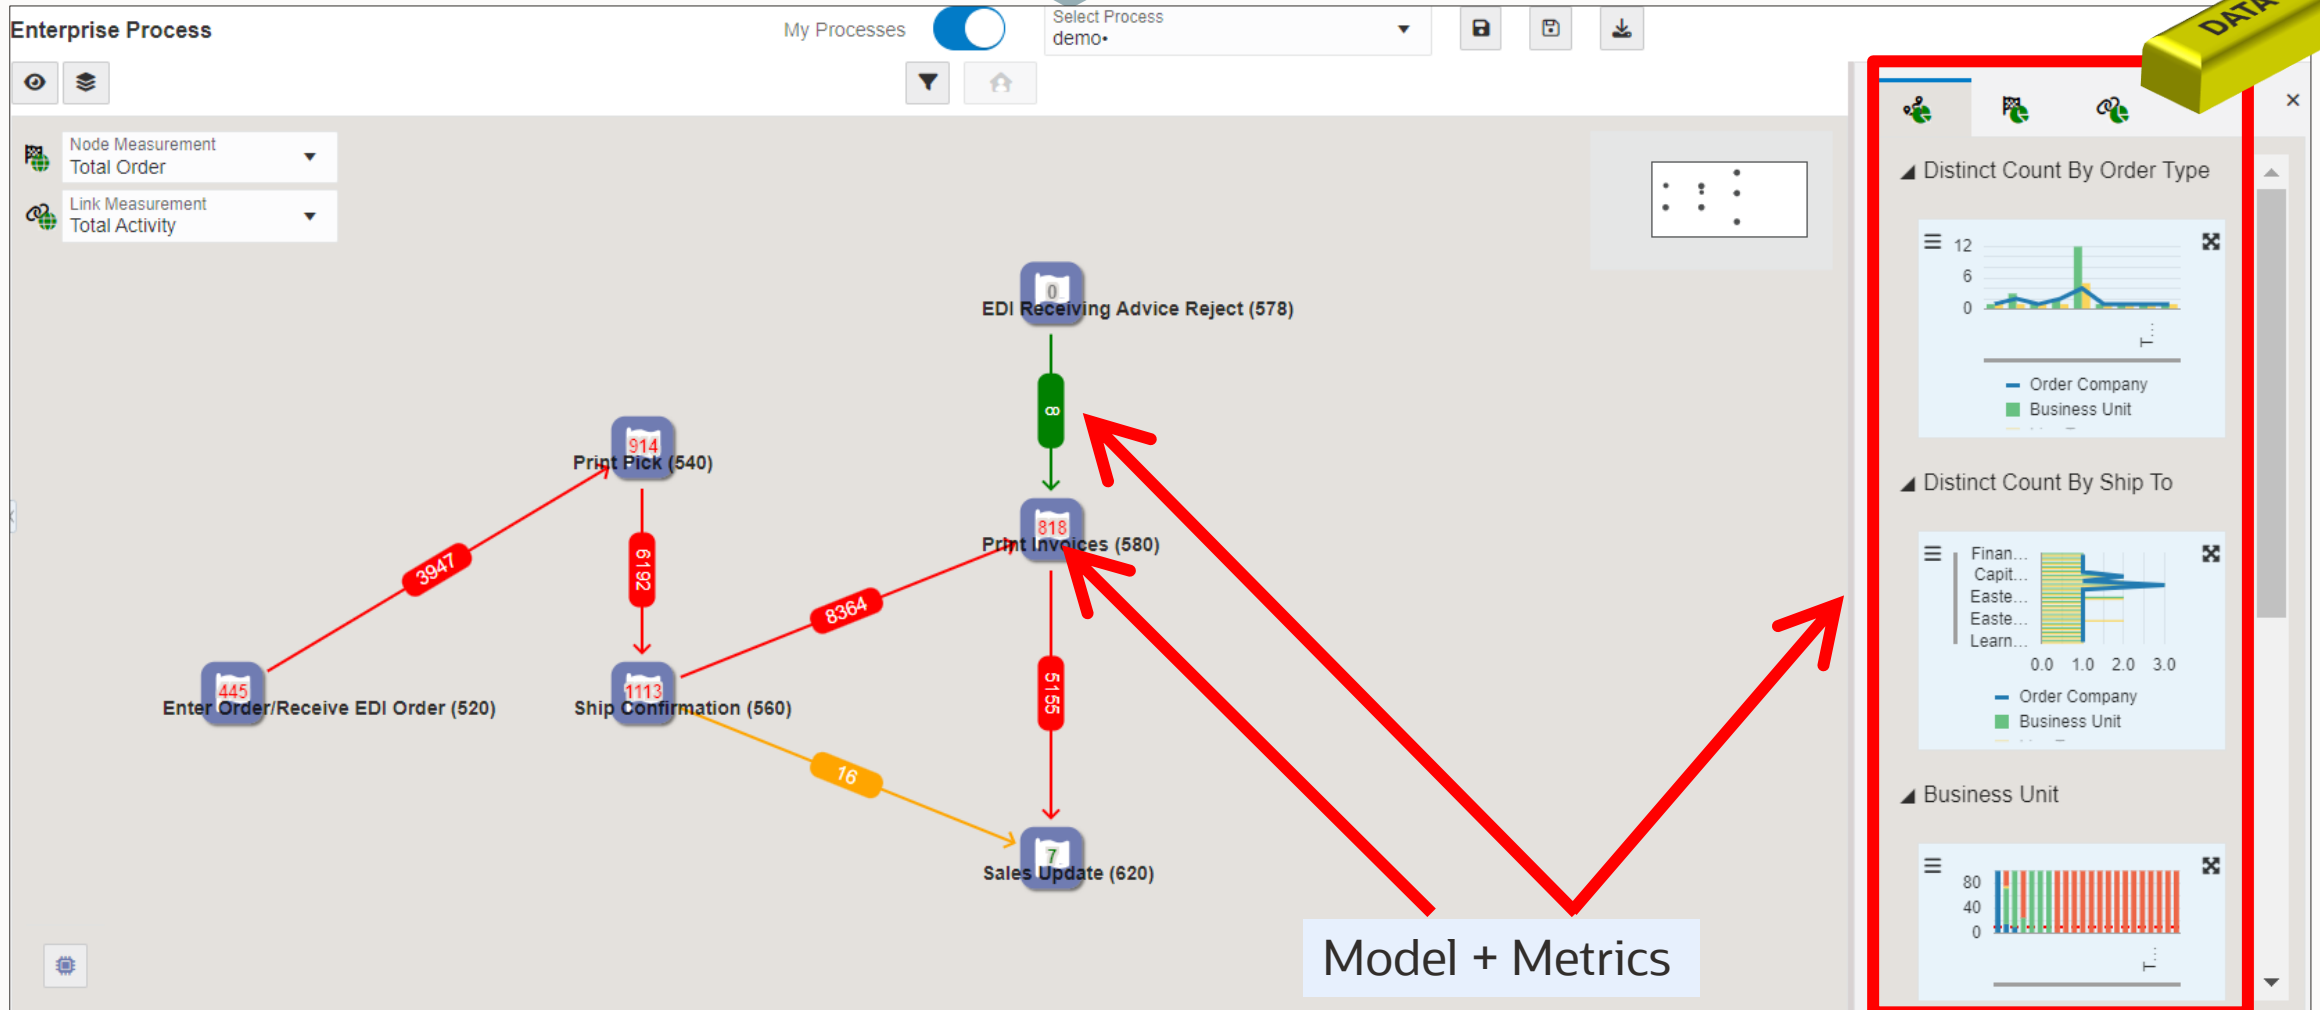 DATA
Enterprise Process
My Processes
Select Process
demo•
Node Measurement
Total Order
Link Measurement
Total Activity
0
EDI Receiving Advice Reject (578)
8
914
Print Pick (540)
818
Print Invoices (580)
3947
6192
8364
5155
445
Enter Order/Receive EDI Order (520)
1113
Ship Confirmation (560)
16
7
Sales Update (620)
Model + Metrics
Distinct Count By Order Type
12
6
0
T...
Order Company
Business Unit
Distinct Count By Ship To
Finan...
Capit...
Easte...
Easte...
Learn...
0.0 1.0 2.0 3.0
Order Company
Business Unit
Business Unit
80
40
0
T...